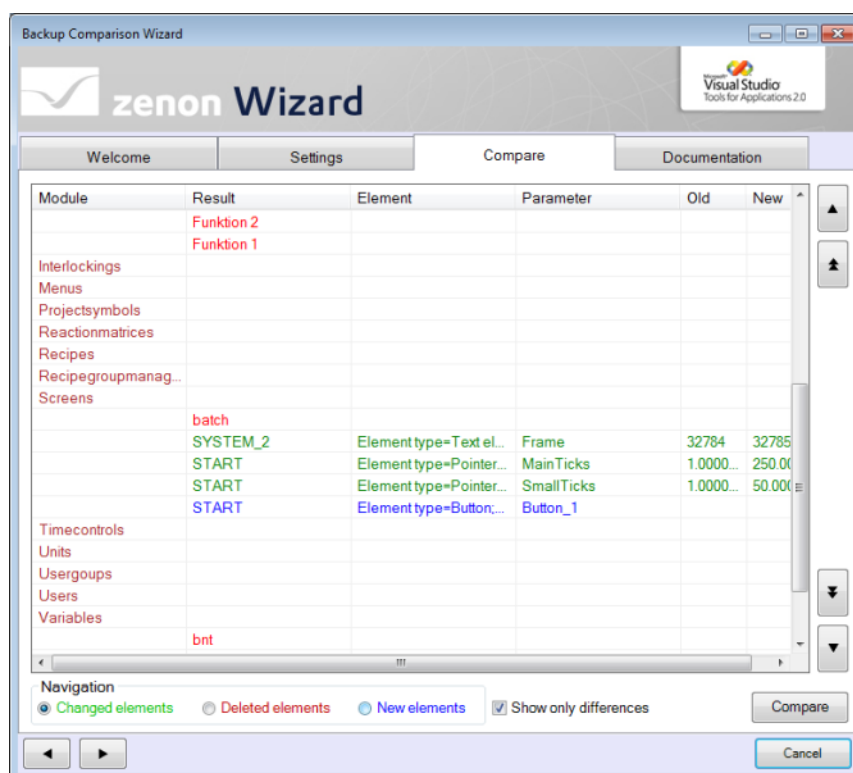 Backup Comparison Wizard
zenon Wizard
Microsoft
Visual Studio
Tools for Applications 2.0
Welcome Settings Compare Documentation
Module Result Element Parameter Old New
Funktion 2
Funktion 1
Interlockings
Menus
Projectsymbols
Reactionmatrices
Recipes
Recipegroupmanag...
Screens
batch
SYSTEM_2 Element type=Text el... Frame 32784 32785
START Element type=Pointer... MainTicks 1.0000... 250.00
START Element type=Pointer... SmallTicks 1.0000... 50.000
START Element type=Button;... Button_1
Timecontrols
Units
Usergoups
Users
Variables
bnt
Navigation
Changed elements Deleted elements New elements Show only differences Compare
Cancel